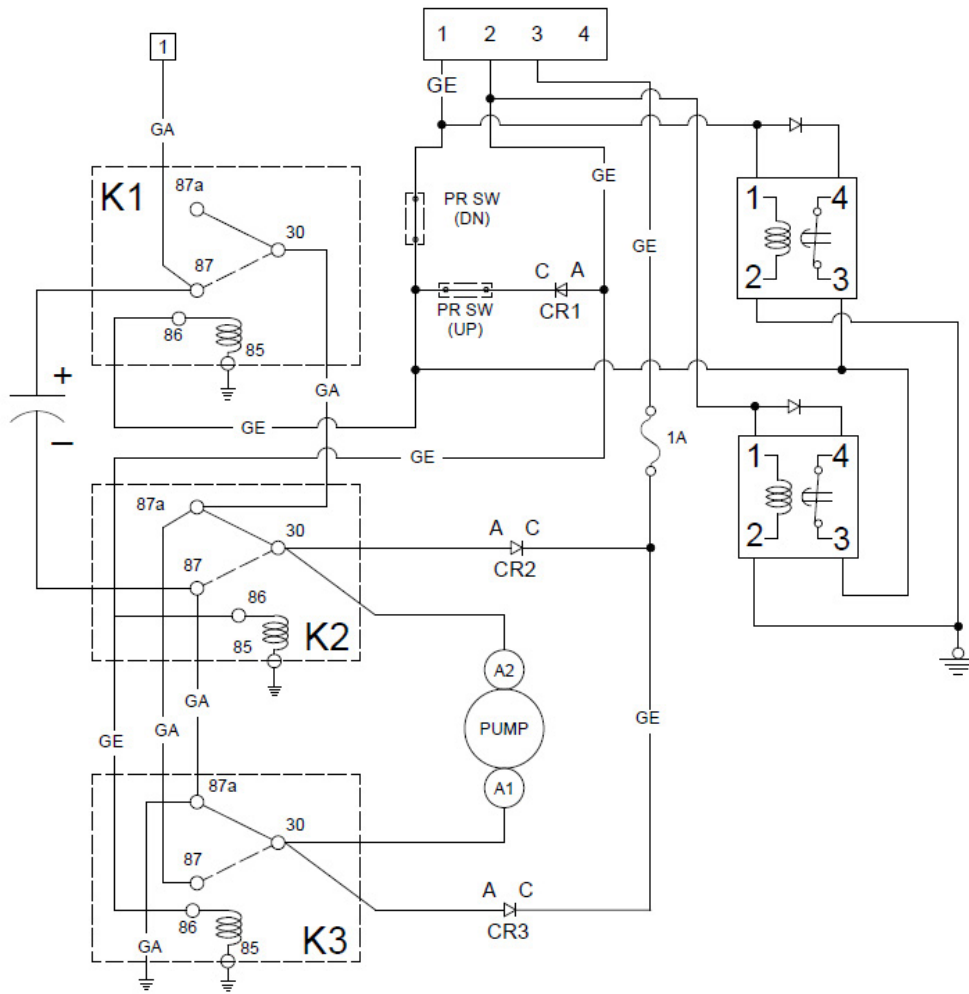 1 2 3 4
1
GE
GA
K1
87a
30
87
86
85
PR SW
(DN)
GE
GE
1 4
2 3
C A
CR1
PR SW
(UP)
+
−
GA
GE
GE
1A
1 4
2 3
87a
30
87
86
85
K2
A C
CR2
A2
PUMP
A1
GA
GA
GE
GE
87a
30
87
86
85
K3
GA
A C
CR3